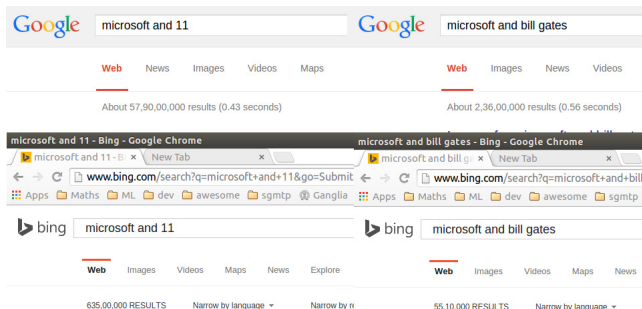 Google microsoft and 11
Web News Images Videos Maps
About 57,90,00,000 results (0.43 seconds)
Google microsoft and bill gates
Web Images News Videos
About 2,36,00,000 results (0.56 seconds)
microsoft and 11 - Bing - Google Chrome
microsoft and 11 - B × New Tab ×
www.bing.com/search?q=microsoft+and+11&go=Submit
Apps Maths ML dev awesome sgmtp Ganglia
bing microsoft and 11
Web Images Videos Maps News Explore
635,00,000 RESULTS Narrow by language Narrow by re
microsoft and bill gates - Bing - Google Chrome
microsoft and bill g × New Tab ×
www.bing.com/search?q=microsoft+and+bill
Apps Maths ML dev awesome sgmtp
bing microsoft and bill gates
Web Images Videos Maps News
55,10,000 RESULTS Narrow by language